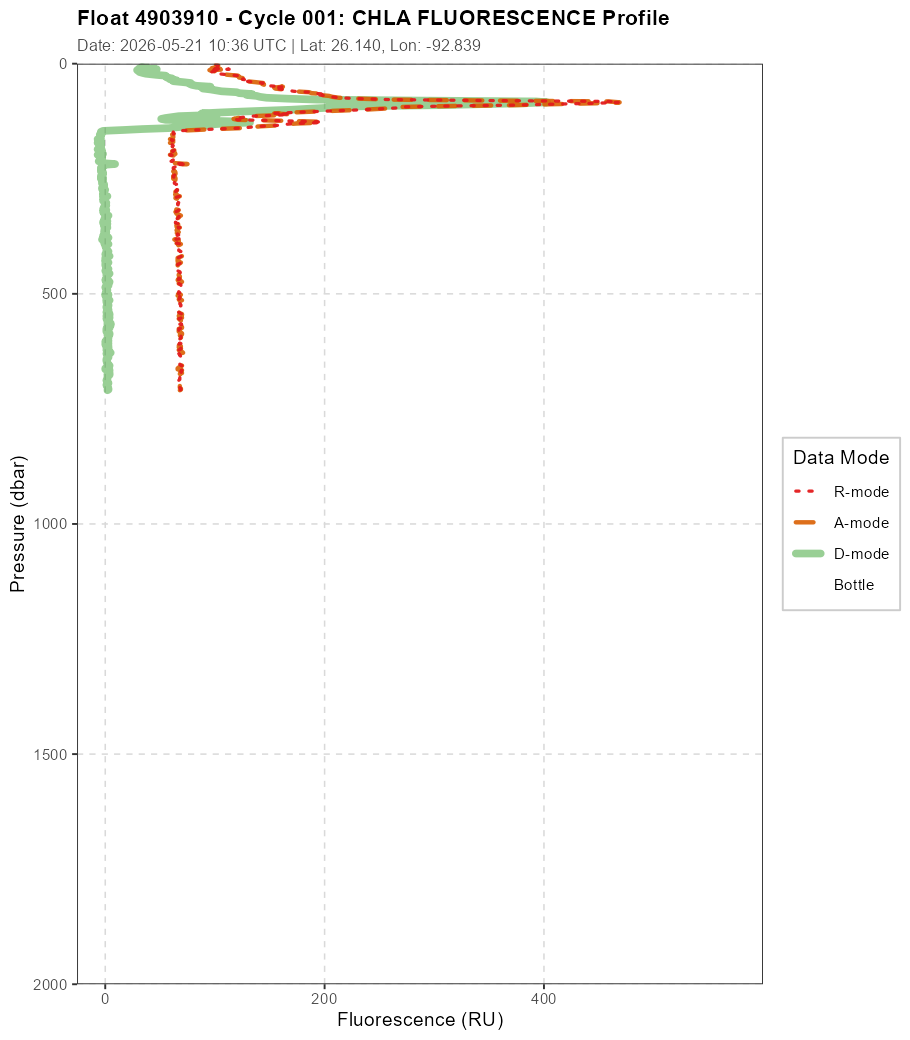 Float 4903910 - Cycle 001: CHLA FLUORESCENCE Profile
Date: 2026-05-21 10:36 UTC | Lat: 26.140, Lon: -92.839
0
500
1000
1500
2000
Pressure (dbar)
0
200
400
Fluorescence (RU)
Data Mode
R-mode
A-mode
D-mode
Bottle